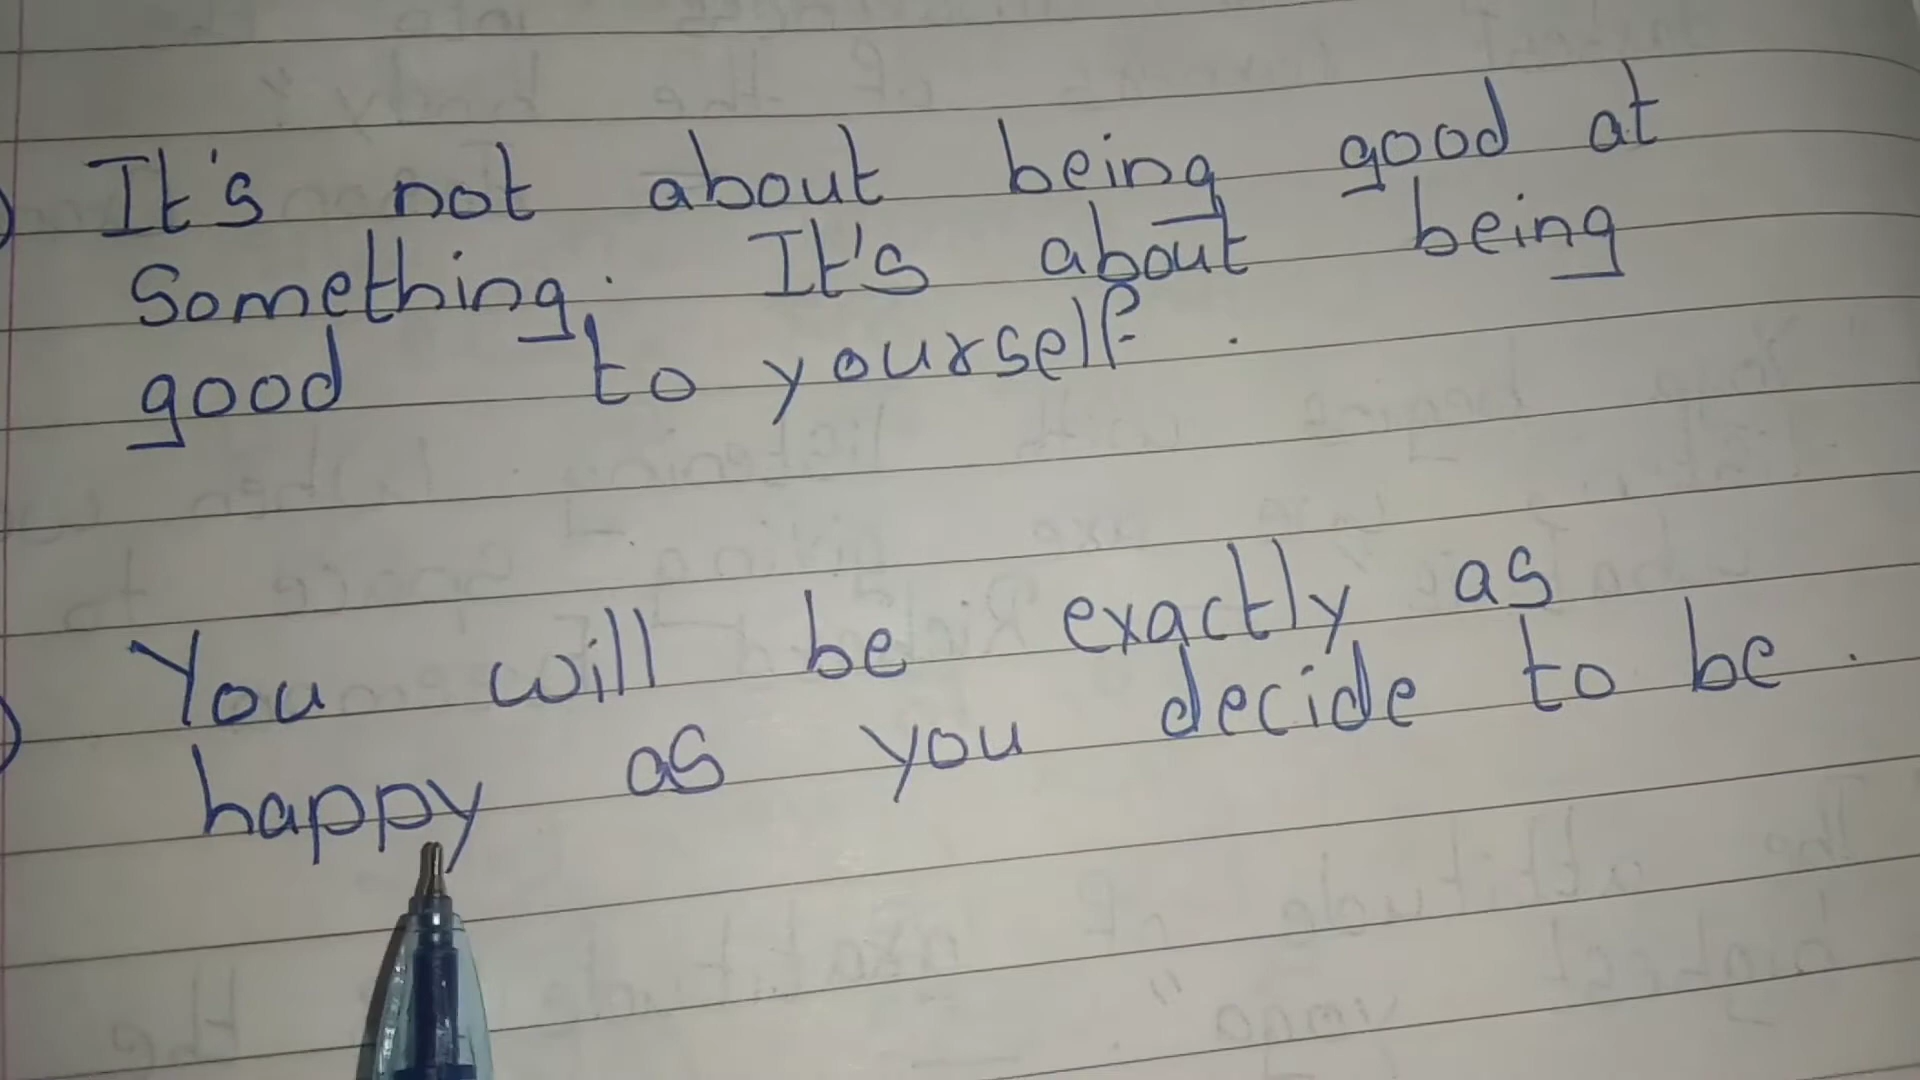 It's not about being good at
Something. It's about being
good to yourself.
You will be exactly as
happy as you decide to be.